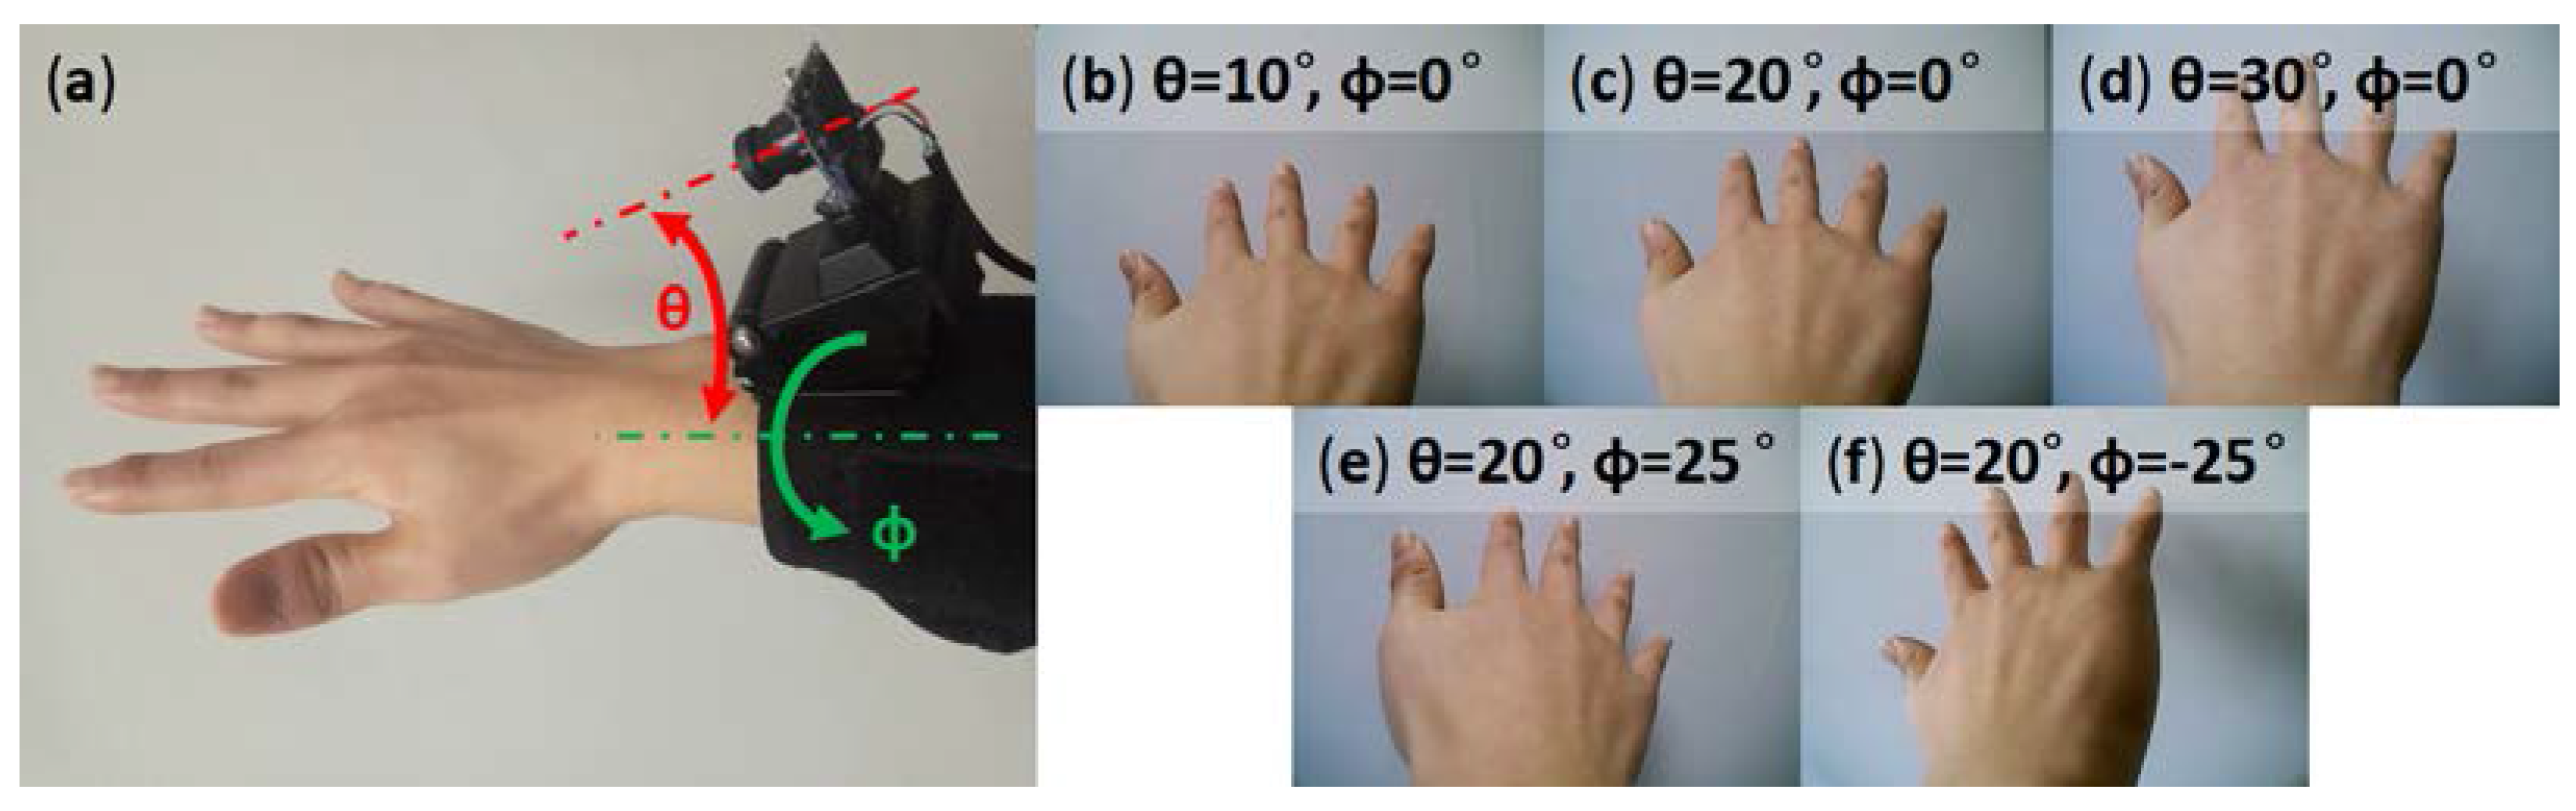 (a)
θ
ϕ
(b) θ=10°, ϕ=0°
(c) θ=20°, ϕ=0°
(d) θ=30°, ϕ=0°
(e) θ=20°, ϕ=25°
(f) θ=20°, ϕ=-25°